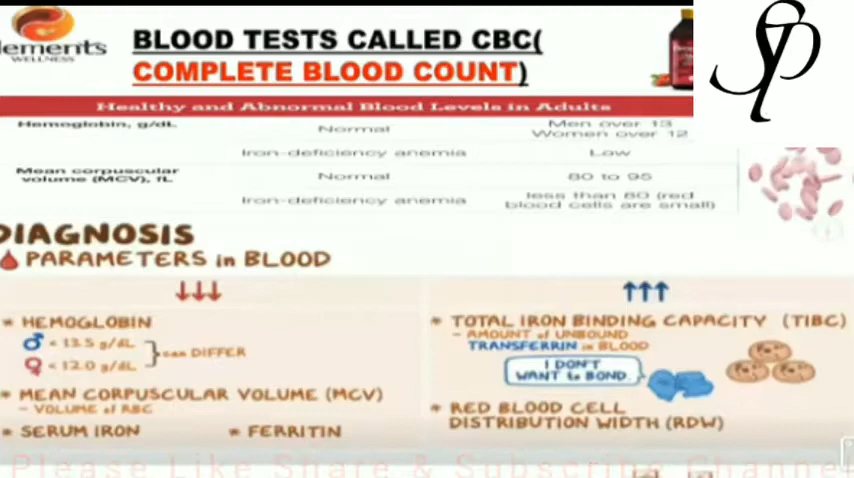 lements
WELLNESS
BLOOD TESTS CALLED CBC(
COMPLETE BLOOD COUNT)
Healthy and Abnormal Blood Levels in Adults
Hemoglobin, g/dL Normal Men over 13
Women over 12
Iron-deficiency anemia Low
Mean corpuscular
volume (MCV), fL Normal 80 to 95
Iron-deficiency anemia less than 80 (red
blood cells are small)
DIAGNOSIS
PARAMETERS in BLOOD
↓↓↓
* HEMOGLOBIN
♂ < 13.5 g/dL
♀ < 12.0 g/dL
can DIFFER
* MEAN CORPUSCULAR VOLUME (MCV)
- VOLUME of RBC
* SERUM IRON * FERRITIN
↑↑↑
* TOTAL IRON BINDING CAPACITY (TIBC)
- AMOUNT of UNBOUND
TRANSFERRIN in BLOOD
I DON'T
WANT to BOND
* RED BLOOD CELL
DISTRIBUTION WIDTH (RDW)
Please Like Share & Subscribe Channel